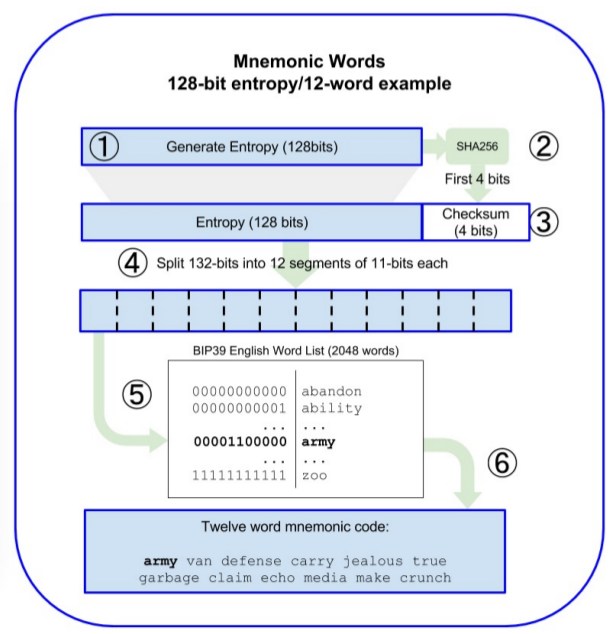 Mnemonic Words
128-bit entropy/12-word example
① Generate Entropy (128bits)
SHA256 ②
First 4 bits
Entropy (128 bits)
Checksum
(4 bits)
③
④ Split 132-bits into 12 segments of 11-bits each
BIP39 English Word List (2048 words)
⑤
00000000000 abandon
00000000001 ability
... ...
00001100000 army
... ...
11111111111 zoo
⑥
Twelve word mnemonic code:
army van defense carry jealous true
garbage claim echo media make crunch